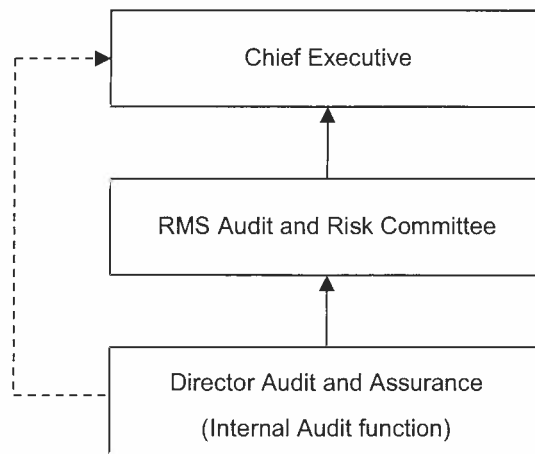 Chief Executive
RMS Audit and Risk Committee
Director Audit and Assurance
(Internal Audit function)